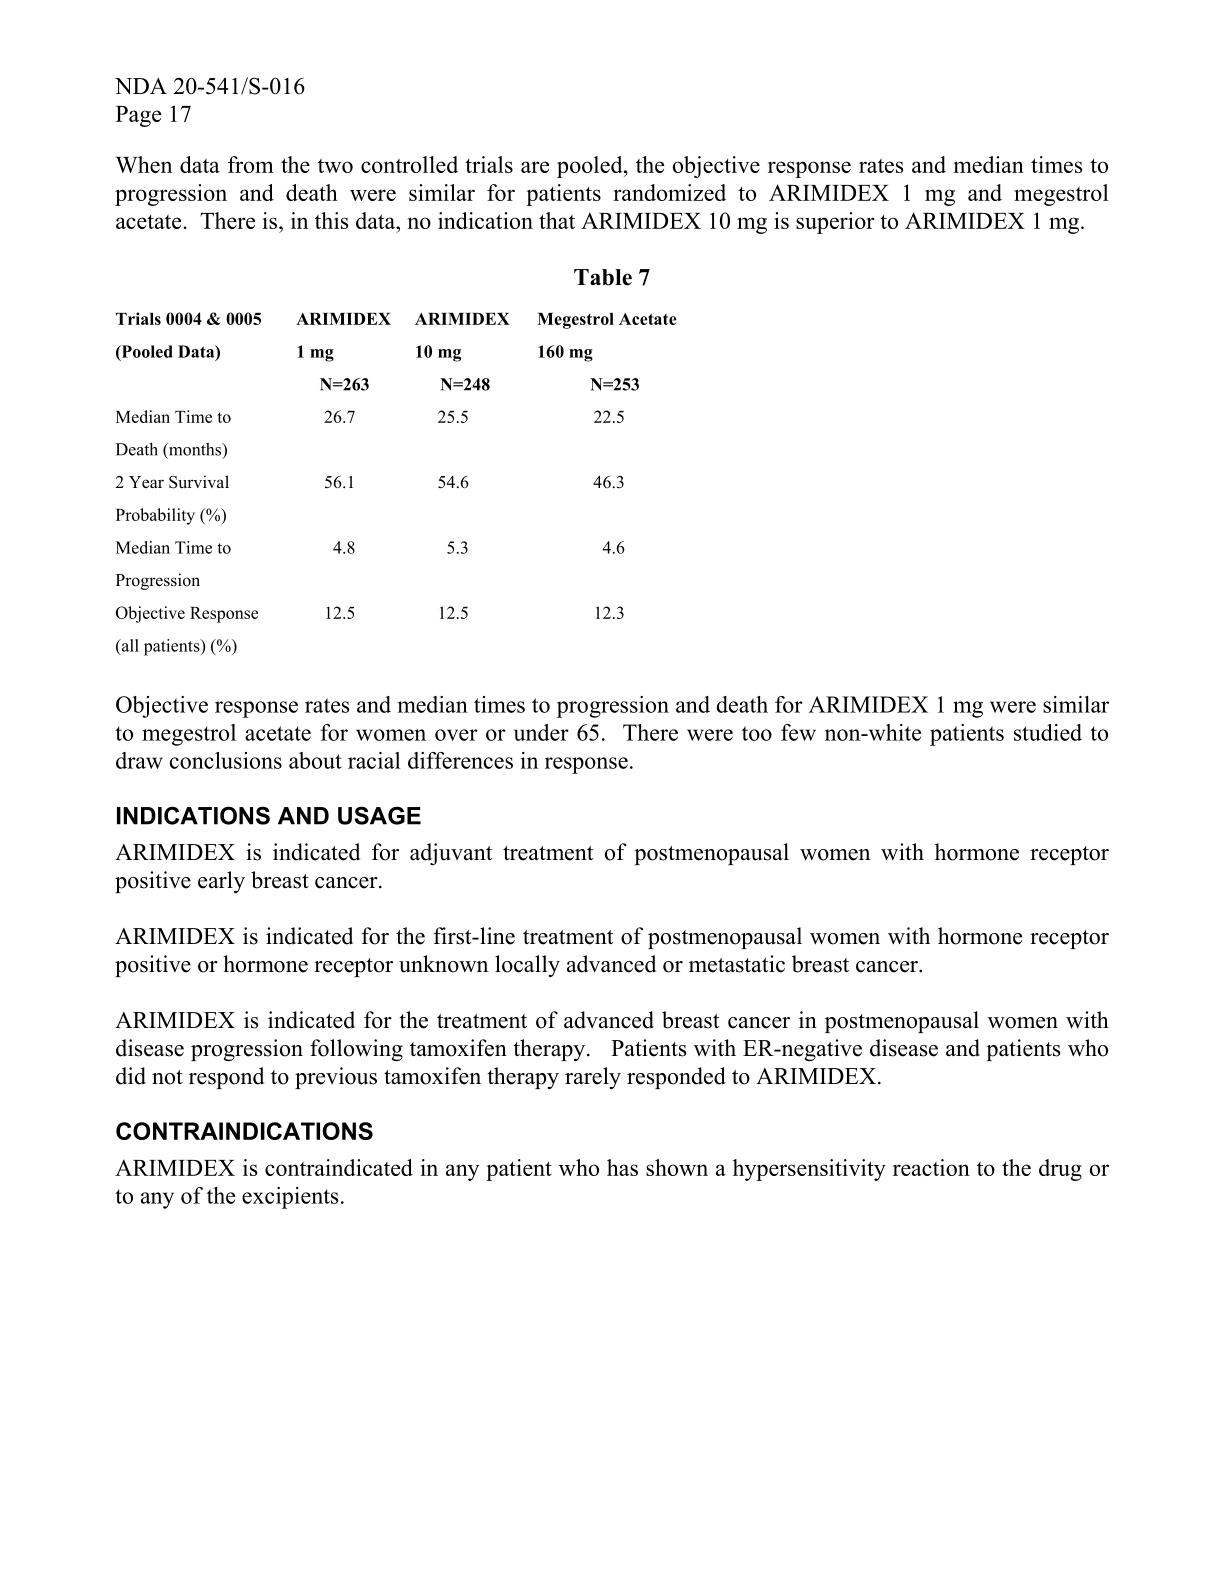 NDA 20-541/S-016
Page 17
When data from the two controlled trials are pooled, the objective response rates and median times to
progression and death were similar for patients randomized to ARIMIDEX 1 mg and megestrol
acetate. There is, in this data, no indication that ARIMIDEX 10 mg is superior to ARIMIDEX 1 mg.
Table 7
Trials 0004 & 0005 ARIMIDEX ARIMIDEX Megestrol Acetate
(Pooled Data) 1 mg 10 mg 160 mg
N=263 N=248 N=253
Median Time to 26.7 25.5 22.5
Death (months)
2 Year Survival 56.1 54.6 46.3
Probability (%)
Median Time to 4.8 5.3 4.6
Progression
Objective Response 12.5 12.5 12.3
(all patients) (%)
Objective response rates and median times to progression and death for ARIMIDEX 1 mg were similar
to megestrol acetate for women over or under 65. There were too few non-white patients studied to
draw conclusions about racial differences in response.
INDICATIONS AND USAGE
ARIMIDEX is indicated for adjuvant treatment of postmenopausal women with hormone receptor
positive early breast cancer.
ARIMIDEX is indicated for the first-line treatment of postmenopausal women with hormone receptor
positive or hormone receptor unknown locally advanced or metastatic breast cancer.
ARIMIDEX is indicated for the treatment of advanced breast cancer in postmenopausal women with
disease progression following tamoxifen therapy. Patients with ER-negative disease and patients who
did not respond to previous tamoxifen therapy rarely responded to ARIMIDEX.
CONTRAINDICATIONS
ARIMIDEX is contraindicated in any patient who has shown a hypersensitivity reaction to the drug or
to any of the excipients.